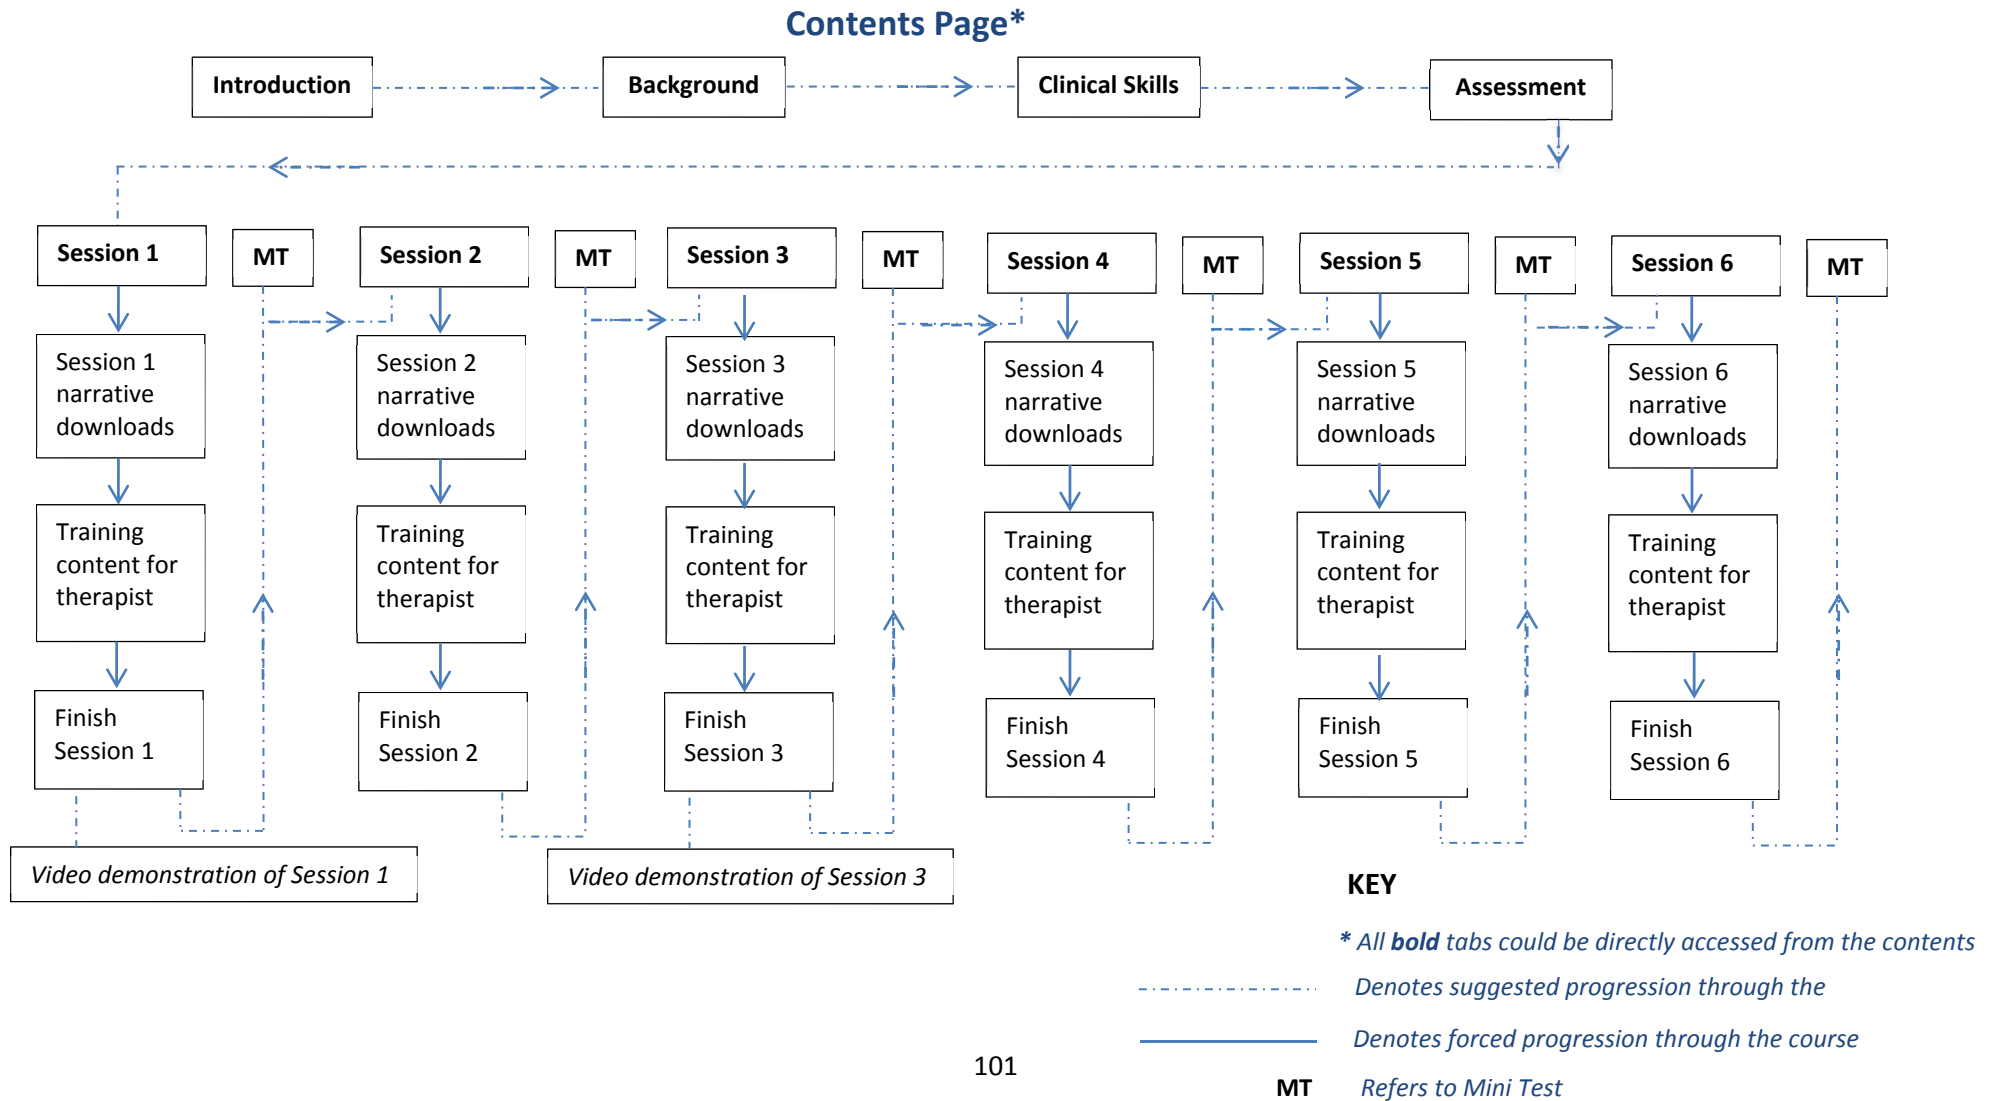 Contents Page*
Introduction
Background
Clinical Skills
Assessment
Session 1
MT
Session 2
MT
Session 3
MT
Session 4
MT
Session 5
MT
Session 6
MT
Session 1
narrative
downloads
Session 2
narrative
downloads
Session 3
narrative
downloads
Session 4
narrative
downloads
Session 5
narrative
downloads
Session 6
narrative
downloads
Training
content for
therapist
Training
content for
therapist
Training
content for
therapist
Training
content for
therapist
Training
content for
therapist
Training
content for
therapist
Finish
Session 1
Finish
Session 2
Finish
Session 3
Finish
Session 4
Finish
Session 5
Finish
Session 6
Video demonstration of Session 1
Video demonstration of Session 3
KEY
* All bold tabs could be directly accessed from the contents
Denotes suggested progression through the
Denotes forced progression through the course
MT Refers to Mini Test
101